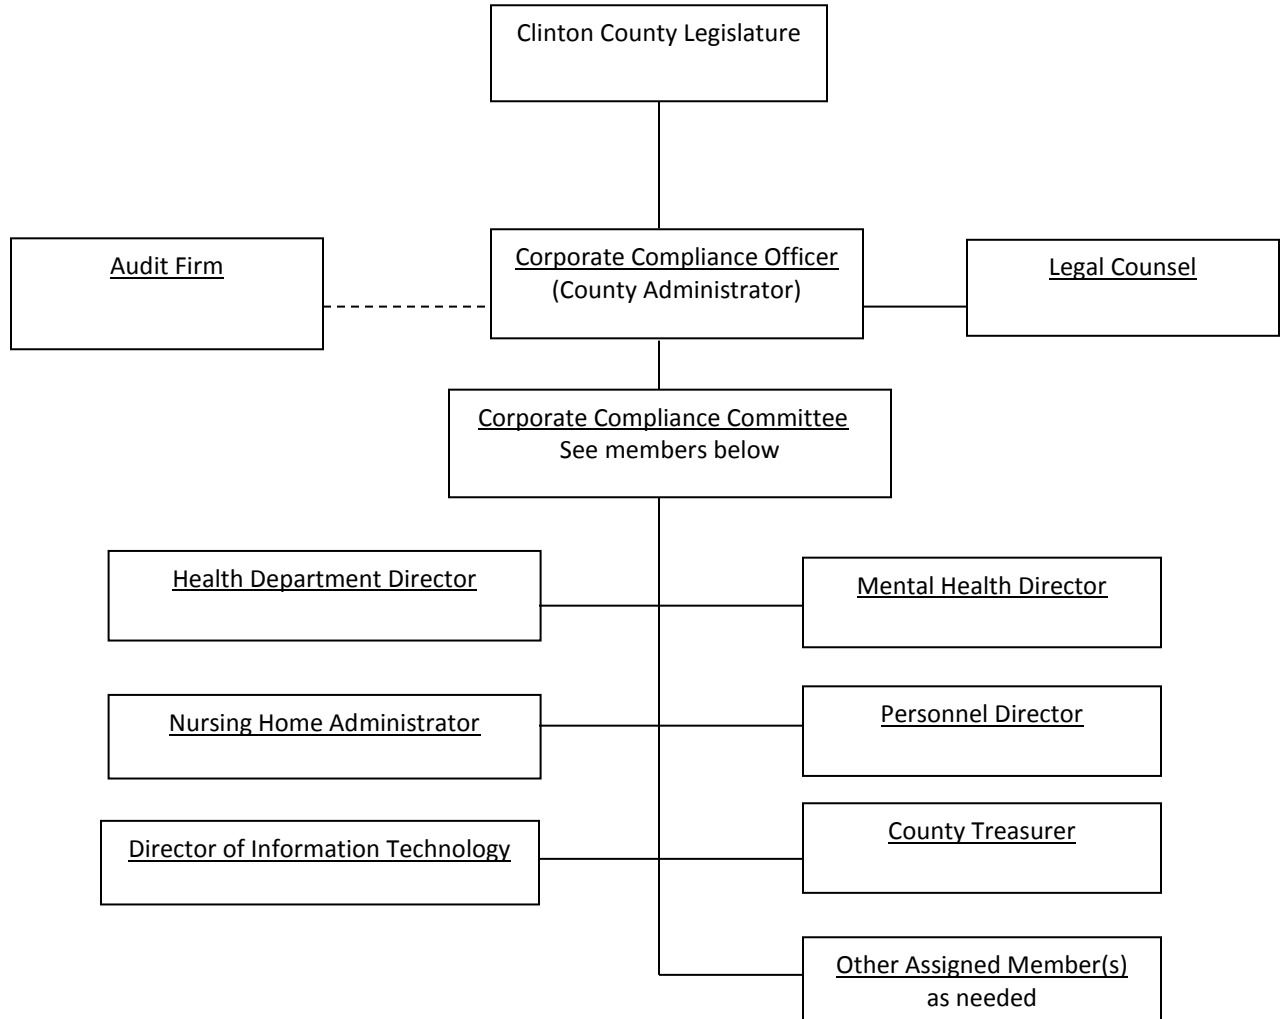 Clinton County Legislature
Audit Firm
Corporate Compliance Officer
(County Administrator)
Legal Counsel
Corporate Compliance Committee
See members below
Health Department Director
Mental Health Director
Nursing Home Administrator
Personnel Director
Director of Information Technology
County Treasurer
Other Assigned Member(s)
as needed